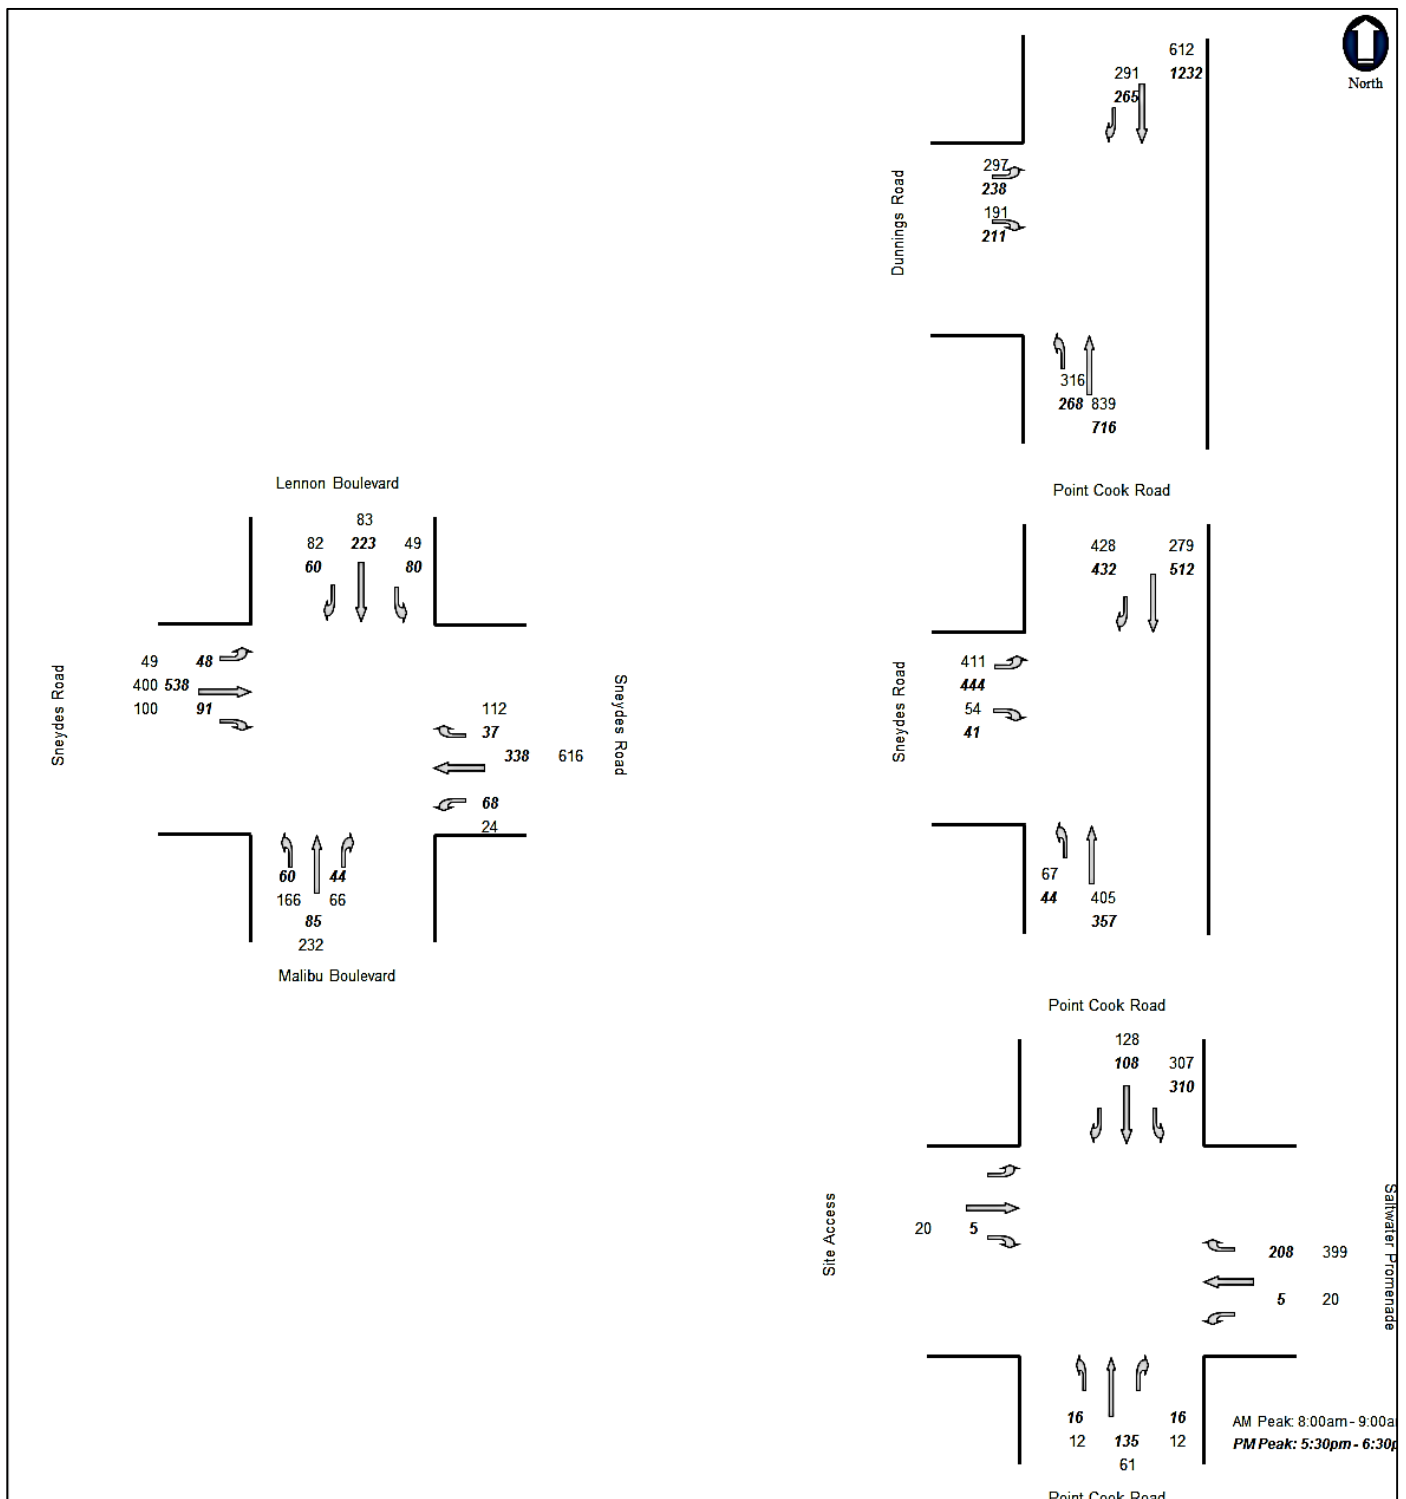 612
291 1232
265
North
297
238
191
211
Dunnings Road
316
268 839
716
Point Cook Road
Lennon Boulevard
83
82 223 49
60 80
49 48
400 538
100 91
Sneydes Road
112
37
338 616
68
24
Sneydes Road
60 44
166 66
85
232
Malibu Boulevard
428 279
432 512
411
444
54
41
Sneydes Road
67
44 405
357
Point Cook Road
128
108 307
310
20 5
Site Access
208 399
5 20
Saltwater Promenade
16 16
12 135 12
61
AM Peak: 8:00am - 9:00a
PM Peak: 5:30pm - 6:30p
Point Cook Road